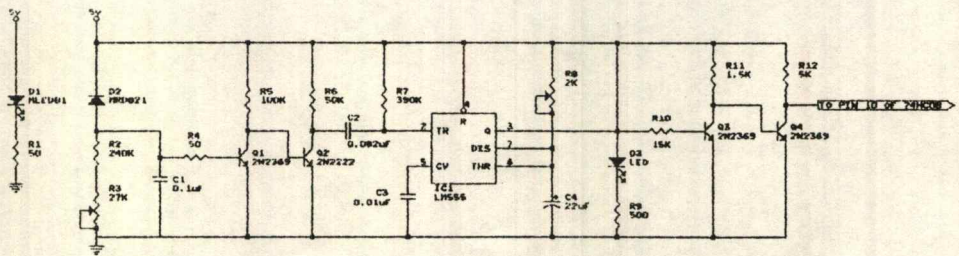 5V
5V
D1
MLED81
R1
50
D2
MRD821
R2
240K
R3
27K
C1
0.1uF
R4
50
R5
100K
Q1
2N2369
R6
50K
Q2
2N2222
C2
0.082uF
R7
390K
2
TR
5
CV
C3
0.01uF
4
R
Q
3
DIS
7
THR
6
IC1
LM555
R8
2K
C4
22uF
D3
LED
R9
500
R10
15K
R11
1.5K
Q3
2N2369
R12
5K
Q4
2N2369
TO PIN 10 OF 74HC08